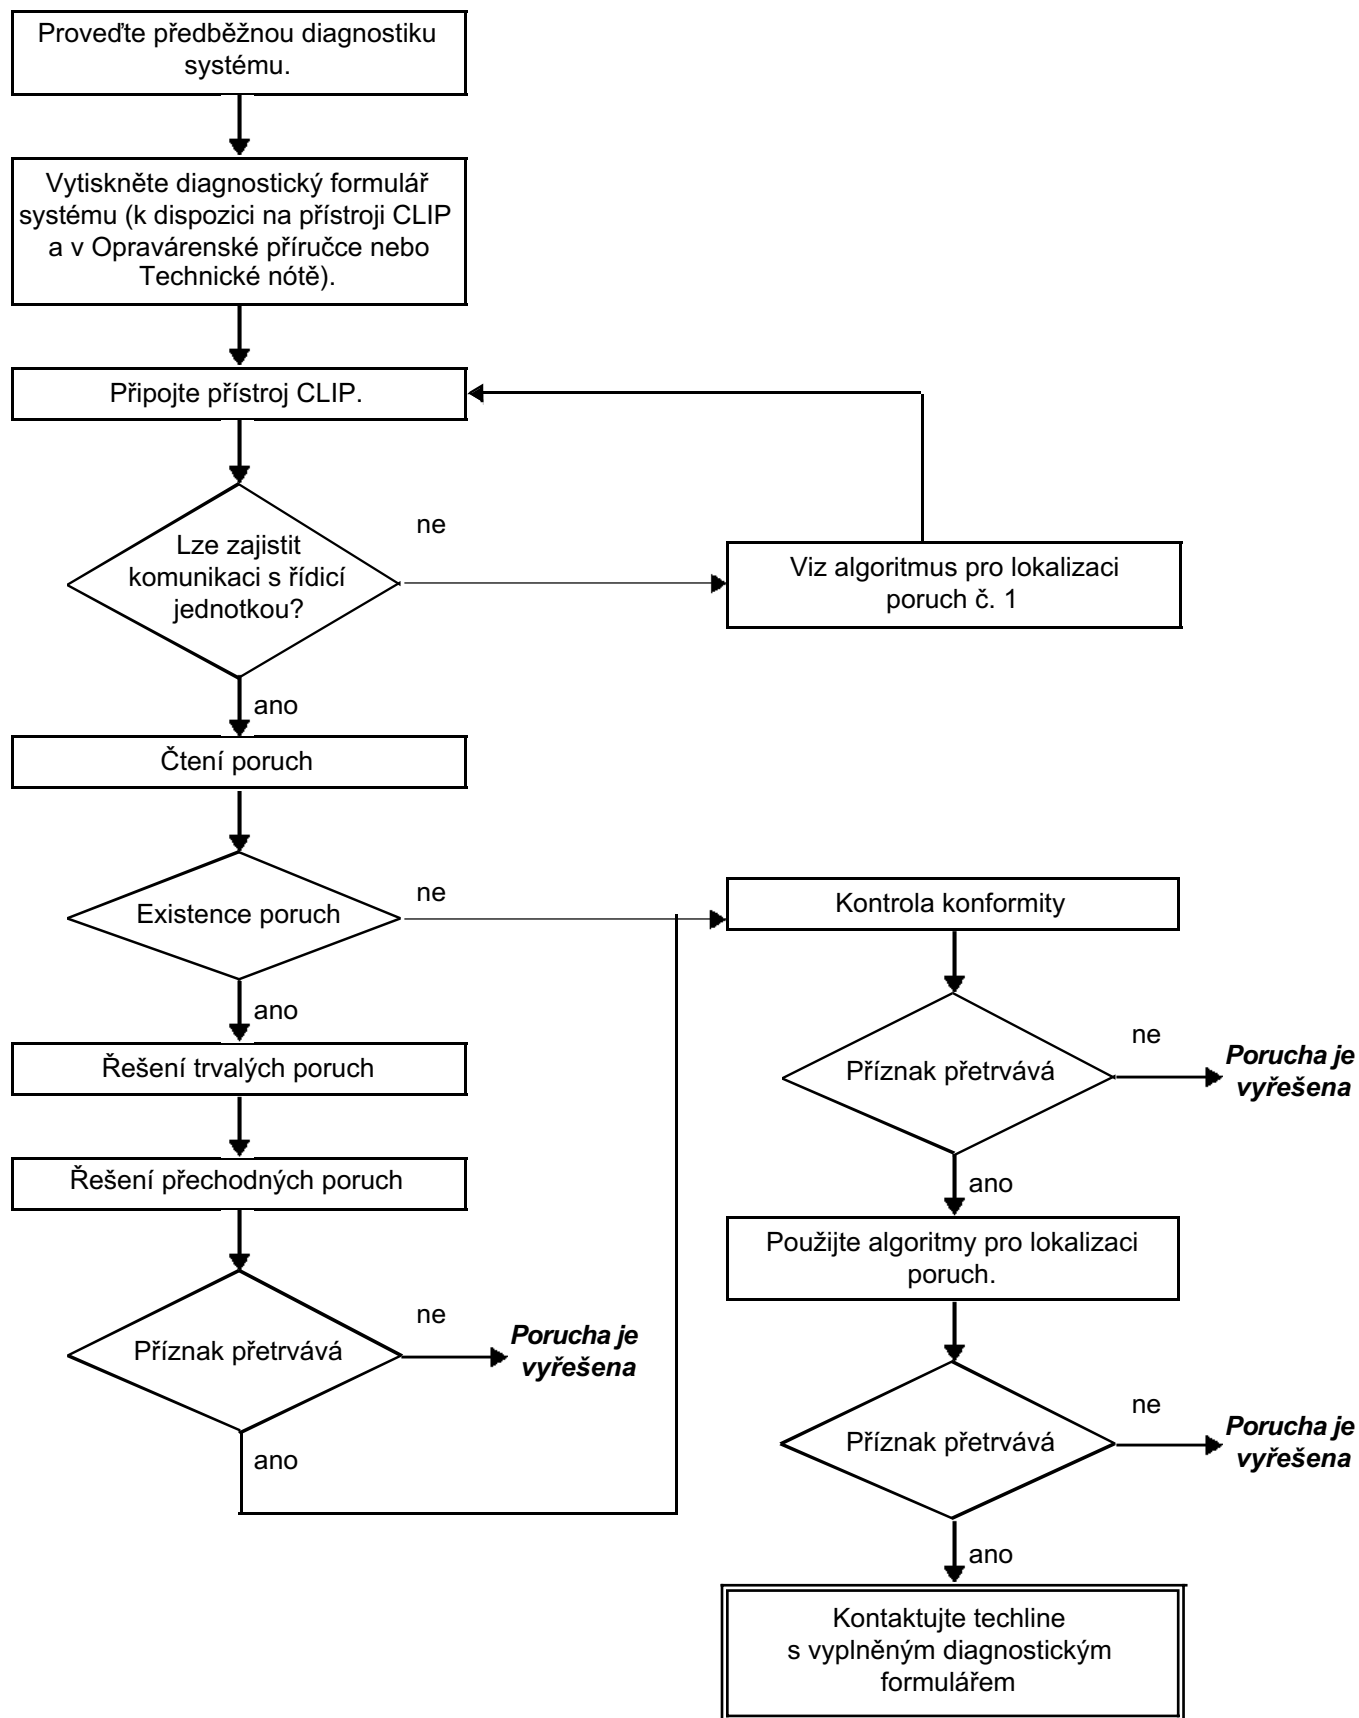 Proveďte předběžnou diagnostiku
systému.
Vytiskněte diagnostický formulář
systému (k dispozici na přístroji CLIP
a v Opravárenské příručce nebo
Technické nótě).
Připojte přístroj CLIP.
Lze zajistit
komunikaci s řídicí
jednotkou?
ne
Viz algoritmus pro lokalizaci
poruch č. 1
ano
Čtení poruch
Existence poruch
ne
ano
Řešení trvalých poruch
Řešení přechodných poruch
Příznak přetrvává
ne
Porucha je
vyřešena
ano
Kontrola konformity
Příznak přetrvává
ne
Porucha je
vyřešena
ano
Použijte algoritmy pro lokalizaci
poruch.
Příznak přetrvává
ne
Porucha je
vyřešena
ano
Kontaktujte techline
s vyplněným diagnostickým
formulářem